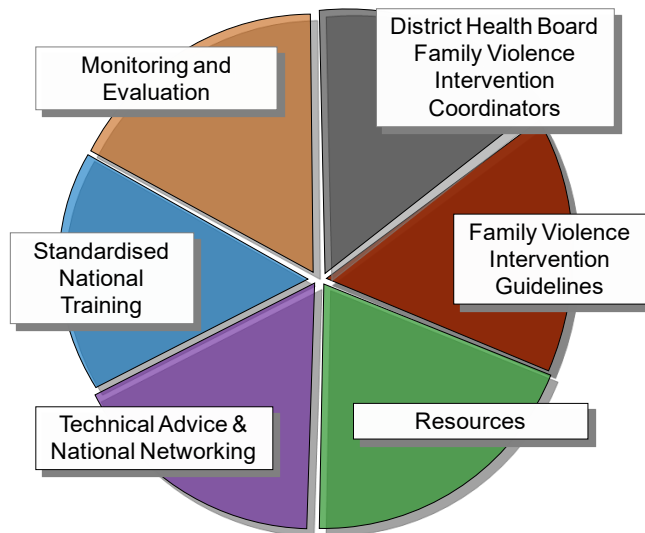 Monitoring and
Evaluation
District Health Board
Family Violence
Intervention
Coordinators
Standardised
National
Training
Family Violence
Intervention
Guidelines
Technical Advice &
National Networking
Resources